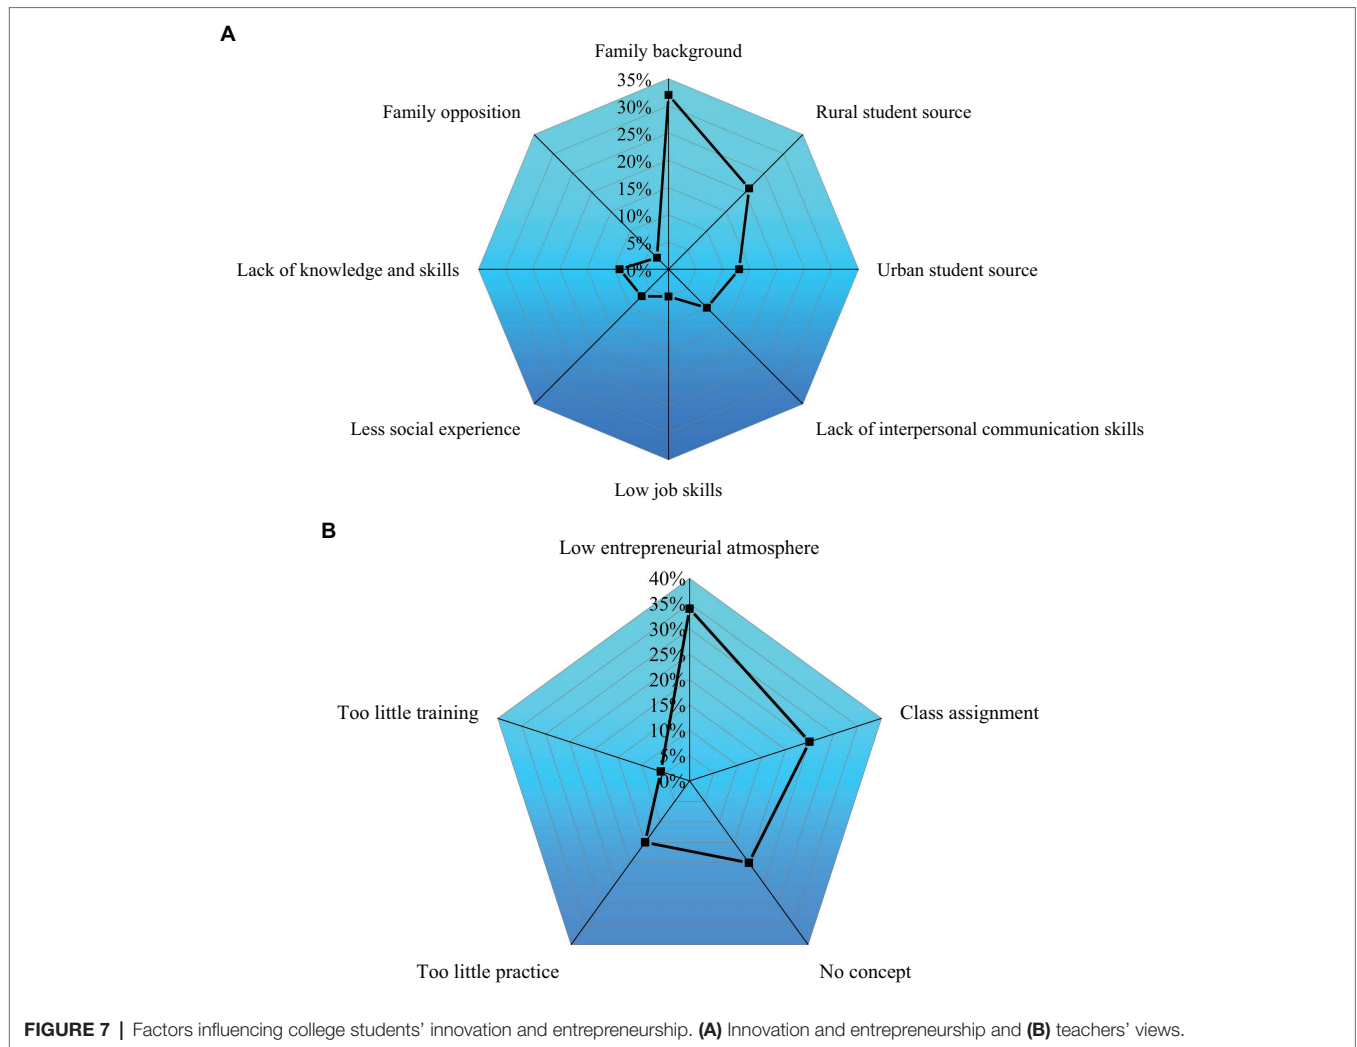 A
Family background
35%
Family opposition
Rural student source
30%
25%
20%
15%
10%
5%
0%
Lack of knowledge and skills
Urban student source
Less social experience
Lack of interpersonal communication skills
Low job skills
B
Low entrepreneurial atmosphere
40%
35%
30%
25%
20%
Too little training
Class assignment
15%
10%
5%
0%
Too little practice
No concept
FIGURE 7 | Factors influencing college students’ innovation and entrepreneurship. (A) Innovation and entrepreneurship and (B) teachers’ views.